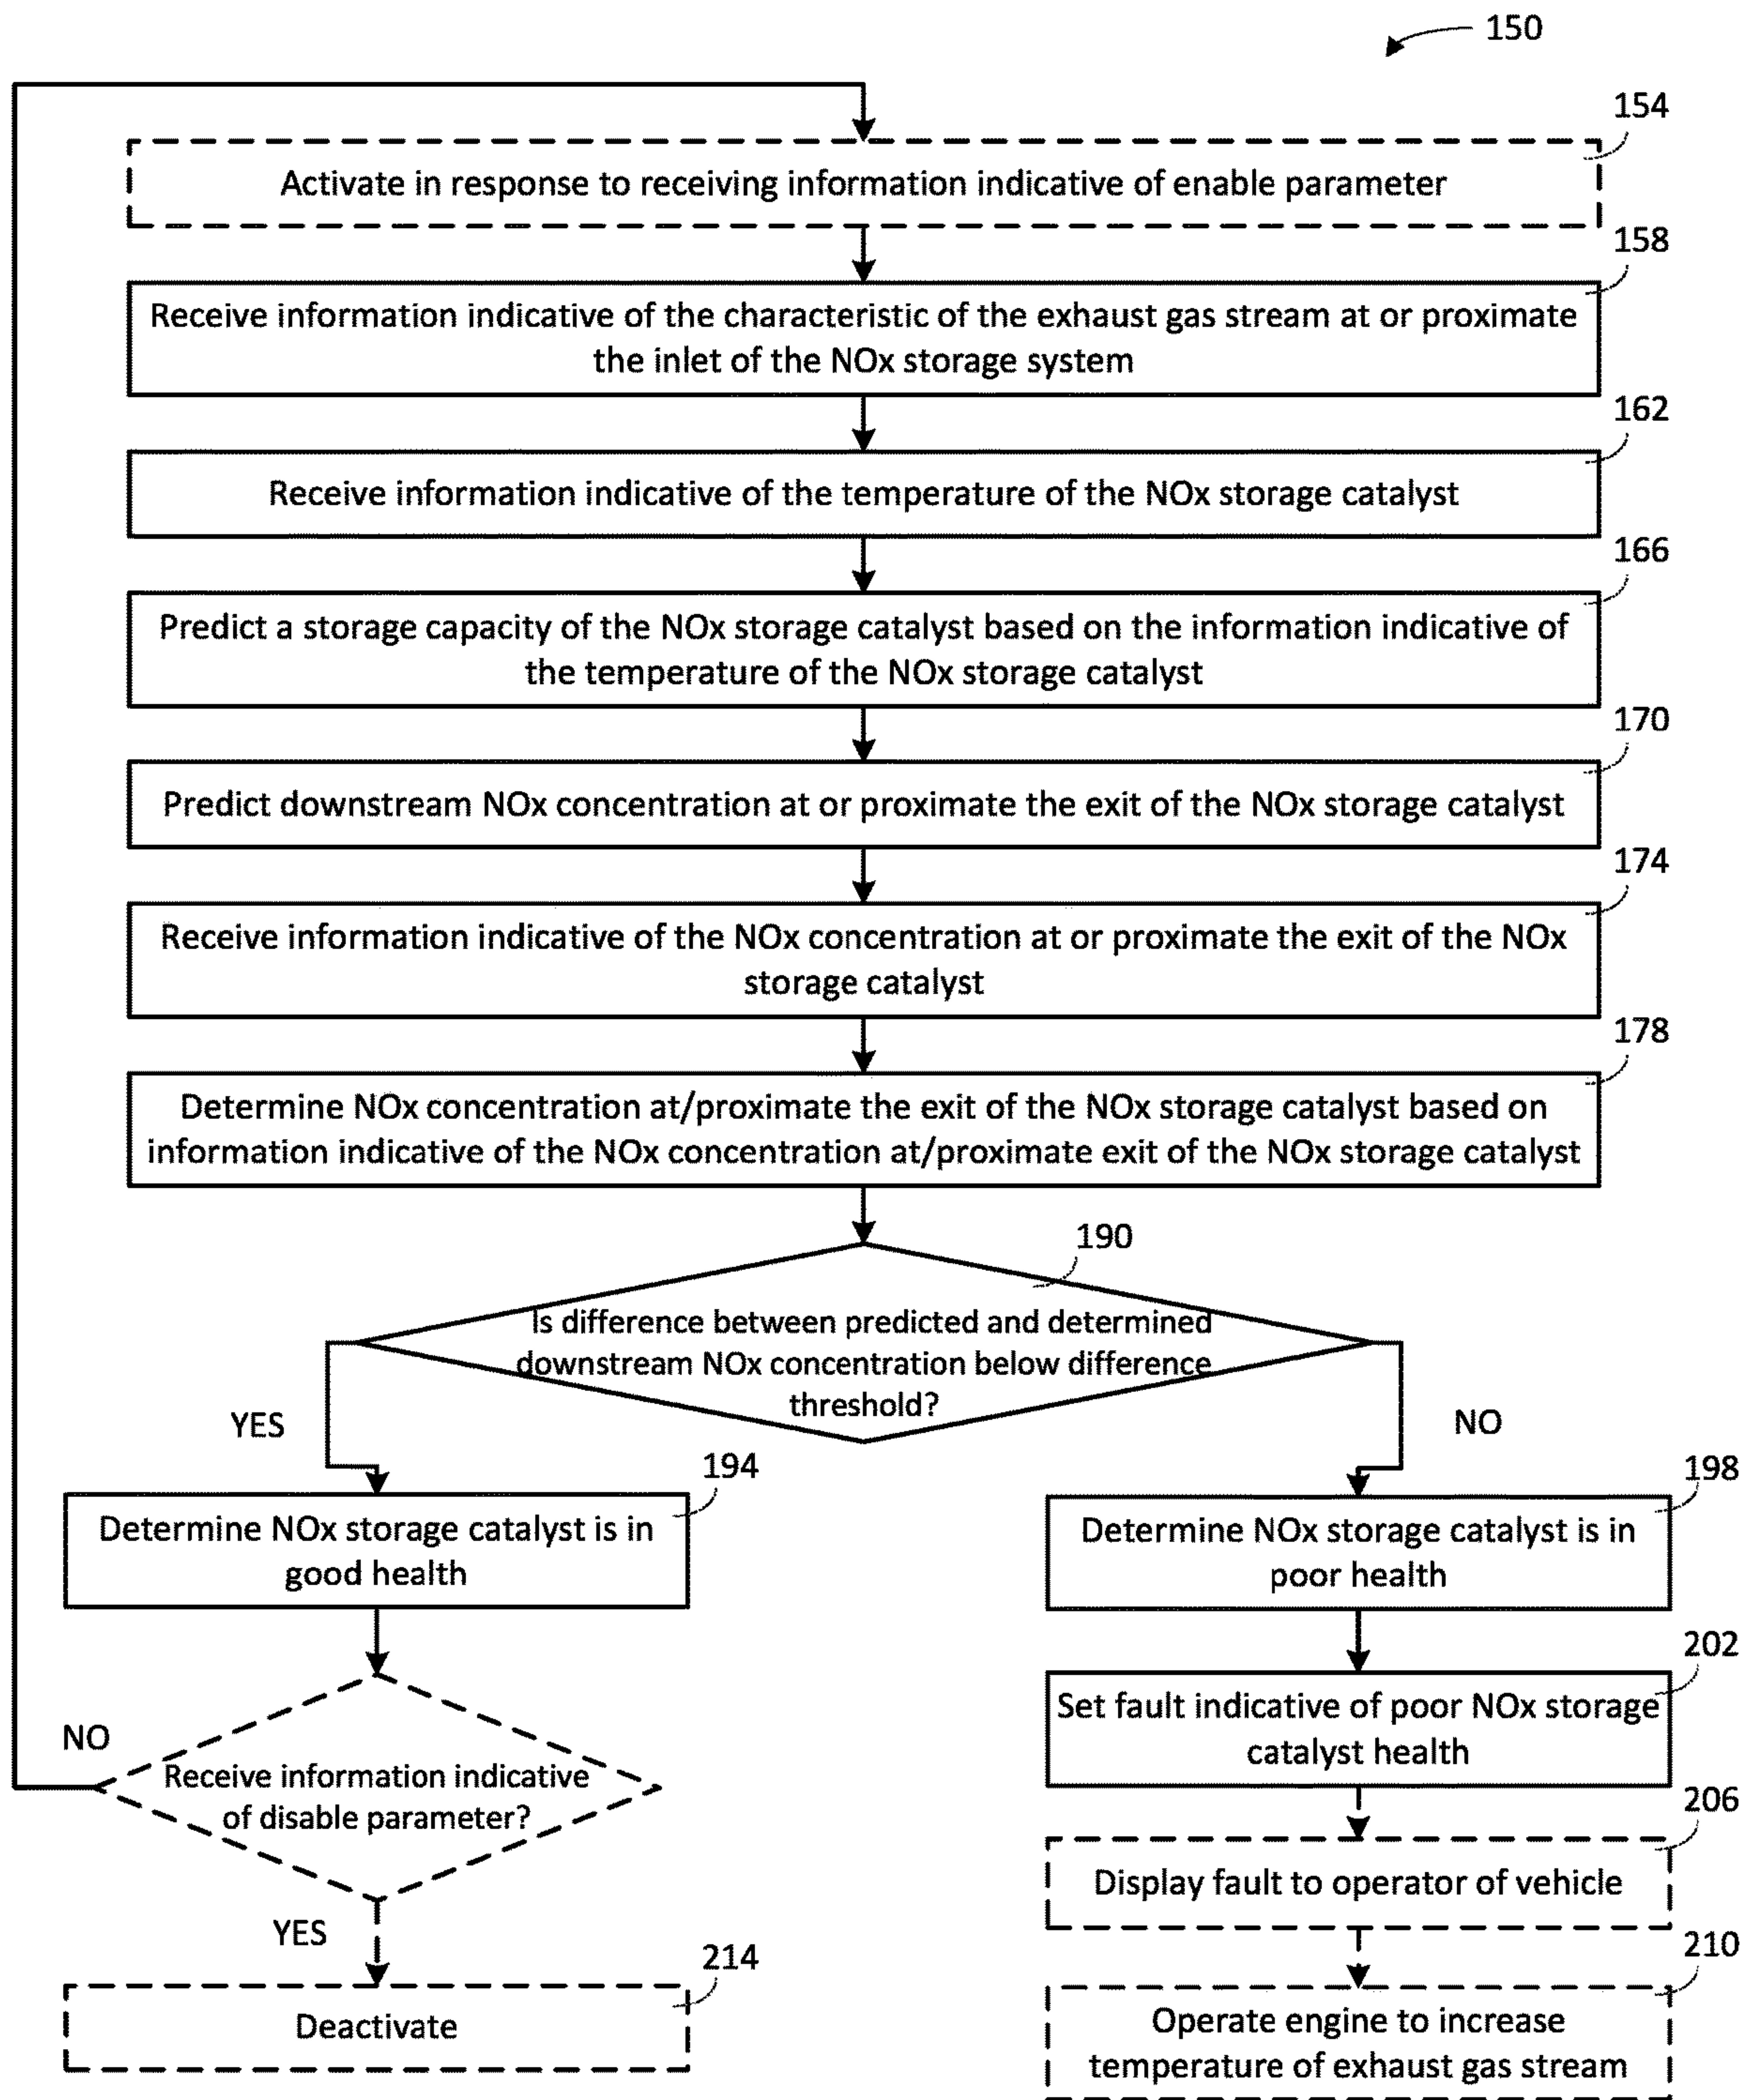 150
154
Activate in response to receiving information indicative of enable parameter
158
Receive information indicative of the characteristic of the exhaust gas stream at or proximate
the inlet of the NOx storage system
162
Receive information indicative of the temperature of the NOx storage catalyst
166
Predict a storage capacity of the NOx storage catalyst based on the information indicative of
the temperature of the NOx storage catalyst
170
Predict downstream NOx concentration at or proximate the exit of the NOx storage catalyst
174
Receive information indicative of the NOx concentration at or proximate the exit of the NOx
storage catalyst
178
Determine NOx concentration at/proximate the exit of the NOx storage catalyst based on
information indicative of the NOx concentration at/proximate exit of the NOx storage catalyst
190
Is difference between predicted and determined
downstream NOx concentration below difference
threshold?
YES
NO
194
Determine NOx storage catalyst is in
good health
198
Determine NOx storage catalyst is in
poor health
202
Set fault indicative of poor NOx storage
catalyst health
NO
Receive information indicative
of disable parameter?
206
Display fault to operator of vehicle
YES
214
Deactivate
210
Operate engine to increase
temperature of exhaust gas stream